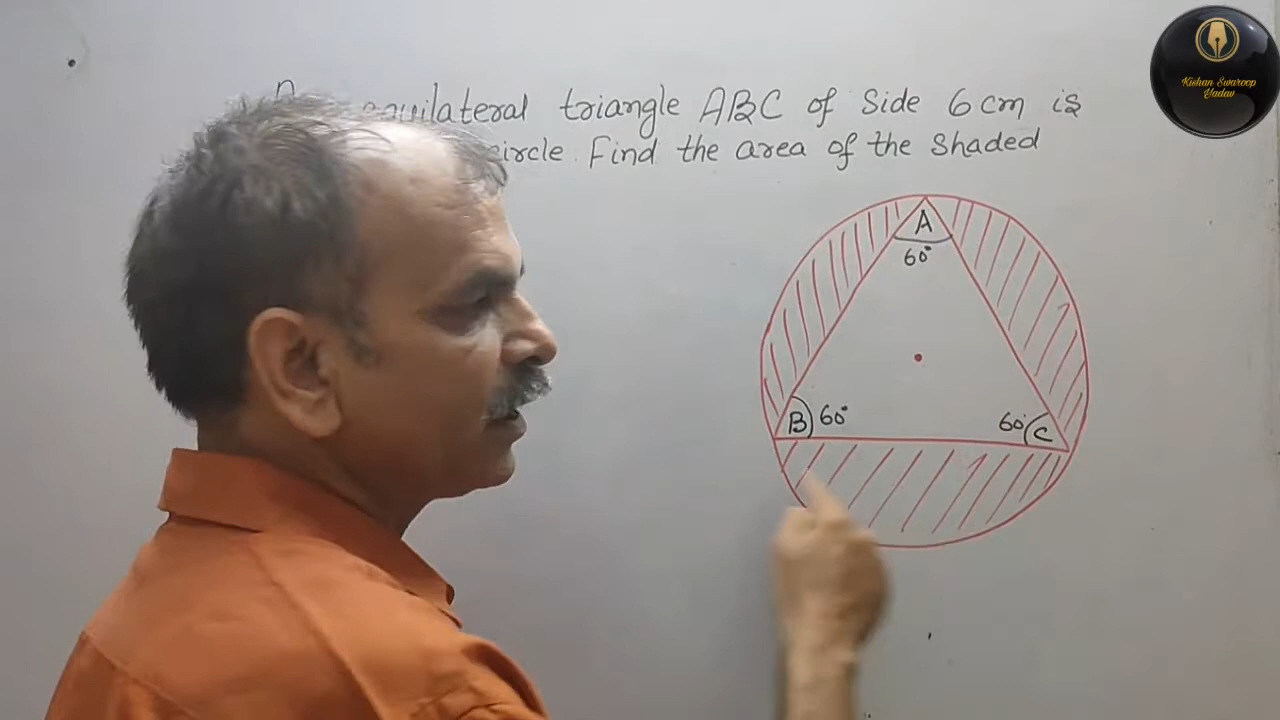 equilateral triangle ABC of Side 6 cm is
circle. Find the area of the Shaded
A
60°
B 60°
60° C
Kishan Swaroop
Yadav